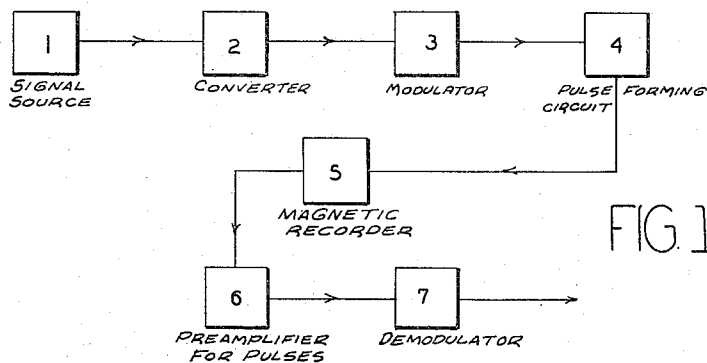 1
SIGNAL
SOURCE
2
CONVERTER
3
MODULATOR
4
PULSE FORMING
CIRCUIT
5
MAGNETIC
RECORDER
FIG. 1
6
PREAMPLIFIER
FOR PULSES
7
DEMODULATOR